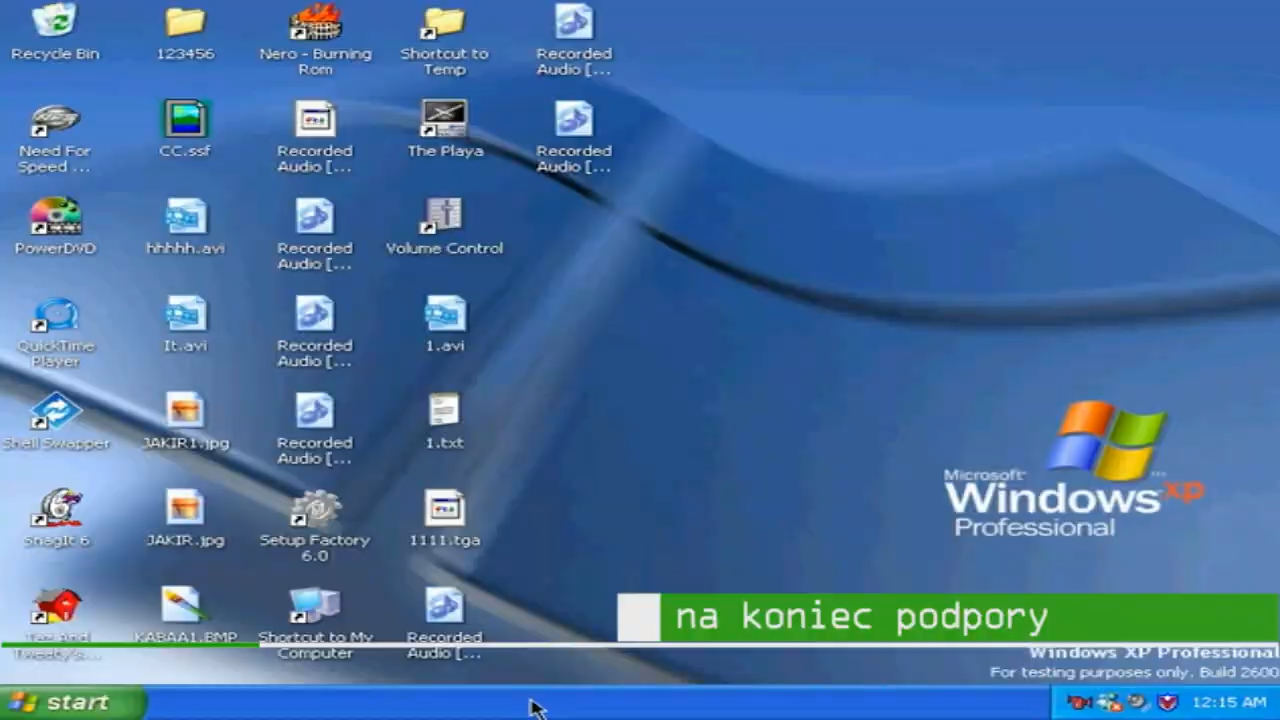 Recycle Bin
123456
Nero - Burning
Rom
Shortcut to
Temp
Recorded
Audio [...
Need For
Speed ...
CC.ssf
Recorded
Audio [...
The Playa
Recorded
Audio [...
PowerDVD
hhhhh.avi
Recorded
Audio [...
Volume Control
QuickTime
Player
It.avi
Recorded
Audio [...
1.avi
Shell Swapper
JAKIR1.jpg
Recorded
Audio [...
1.txt
SnagIt 6
JAKIR.jpg
Setup Factory
6.0
1111.tga
Tweety's...
KABAA1.BMP
Shortcut to My
Computer
Recorded
Audio [...
Microsoft
Windows xp
Professional
na koniec podpory
Windows XP Professional
For testing purposes only. Build 2600
start
12:15 AM